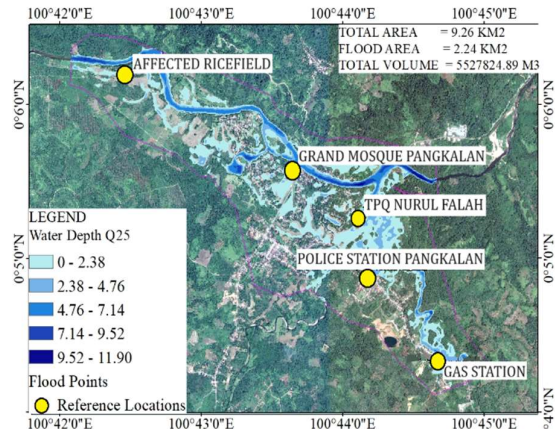 100°42'0"E 100°43'0"E 100°44'0"E 100°45'0"E
TOTAL AREA = 9.26 KM2
FLOOD AREA = 2.24 KM2
TOTAL VOLUME = 5527824.89 M3
AFFECTED RICEFIELD
0°6'0"N
0°6'0"N
GRAND MOSQUE PANGKALAN
TPQ NURUL FALAH
POLICE STATION PANGKALAN
0°5'0"N
0°5'0"N
LEGEND
Water Depth Q25
0 - 2.38
2.38 - 4.76
4.76 - 7.14
7.14 - 9.52
9.52 - 11.90
Flood Points
Reference Locations
GAS STATION
0°4'0"N
100°42'0"E 100°43'0"E 100°44'0"E 100°45'0"E